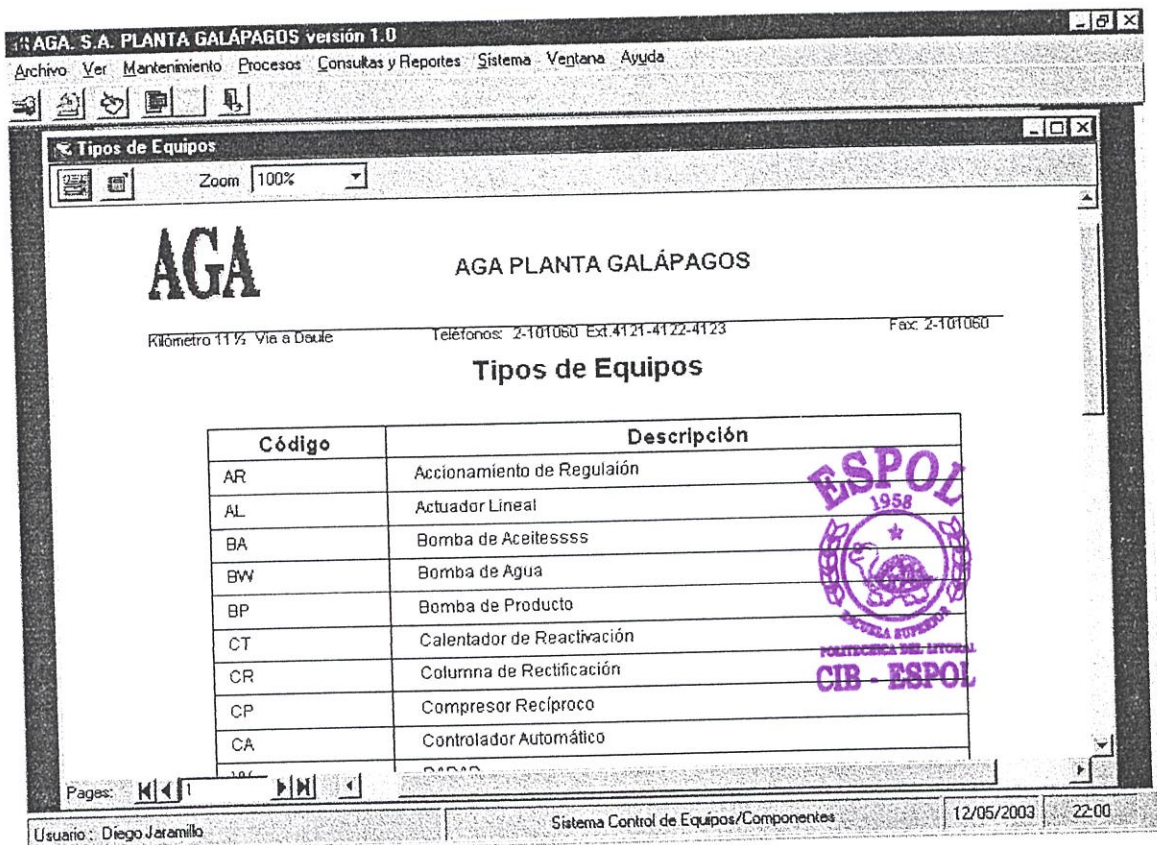 AGA. S.A. PLANTA GALÁPAGOS versión 1.0
Archivo Ver Mantenimiento Procesos Consultas y Reportes Sistema Ventana Ayuda
Tipos de Equipos
Zoom 100%
AGA
AGA PLANTA GALÁPAGOS
Kilómetro 11 ½ Via a Daule Teléfonos: 2-101060 Ext.4121-4122-4123 Fax: 2-101060
Tipos de Equipos
Código Descripción
AR Accionamiento de Regulaión
AL Actuador Lineal
BA Bomba de Aceitessss
BW Bomba de Agua
BP Bomba de Producto
CT Calentador de Reactivación
CR Columna de Rectificación
CP Compresor Recíproco
CA Controlador Automático
ESPOL
1958
ESCUELA SUPERIOR
POLITECNICA DEL LITORAL
CIB - ESPOL
Pages: 1
Usuario : Diego Jaramillo Sistema Control de Equipos/Componentes 12/05/2003 22:00